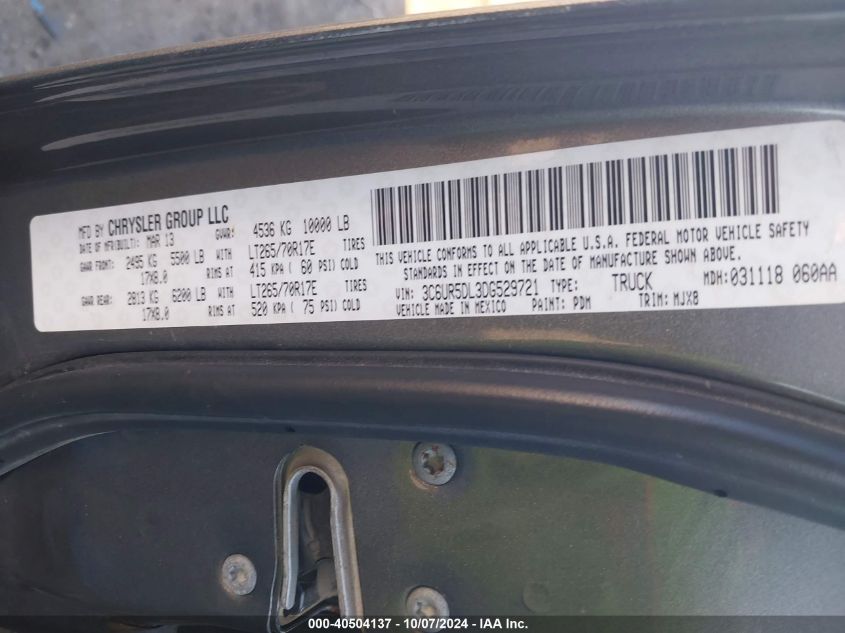 MFD BY CHRYSLER GROUP LLC
DATE OF MFR(BUILT): MAR 13 GVWR: 4536 KG 10000 LB
GAWR FRONT: 2495 KG 5500 LB WITH LT265/70R17E TIRES
17X8.0 RIMS AT 415 KPA ( 60 PSI) COLD
GAWR REAR: 2813 KG 6200 LB WITH LT265/70R17E TIRES
17X8.0 RIMS AT 520 KPA ( 75 PSI) COLD
THIS VEHICLE CONFORMS TO ALL APPLICABLE U.S.A. FEDERAL MOTOR VEHICLE SAFETY
STANDARDS IN EFFECT ON THE DATE OF MANUFACTURE SHOWN ABOVE.
VIN: 3C6UR5DL3DG529721 TYPE: TRUCK MDH: 031118 060AA
VEHICLE MADE IN MEXICO PAINT: PDM TRIM: MJX8
000-40504137 - 10/07/2024 - IAA Inc.